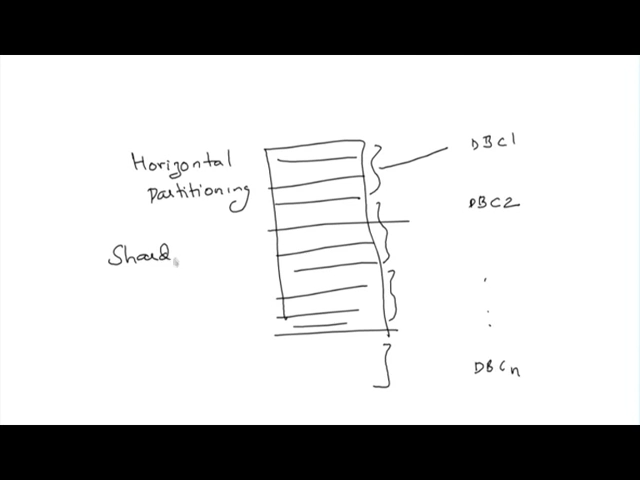 Horizontal
Partitioning
Shard
DBC1
DBC2
DBCn